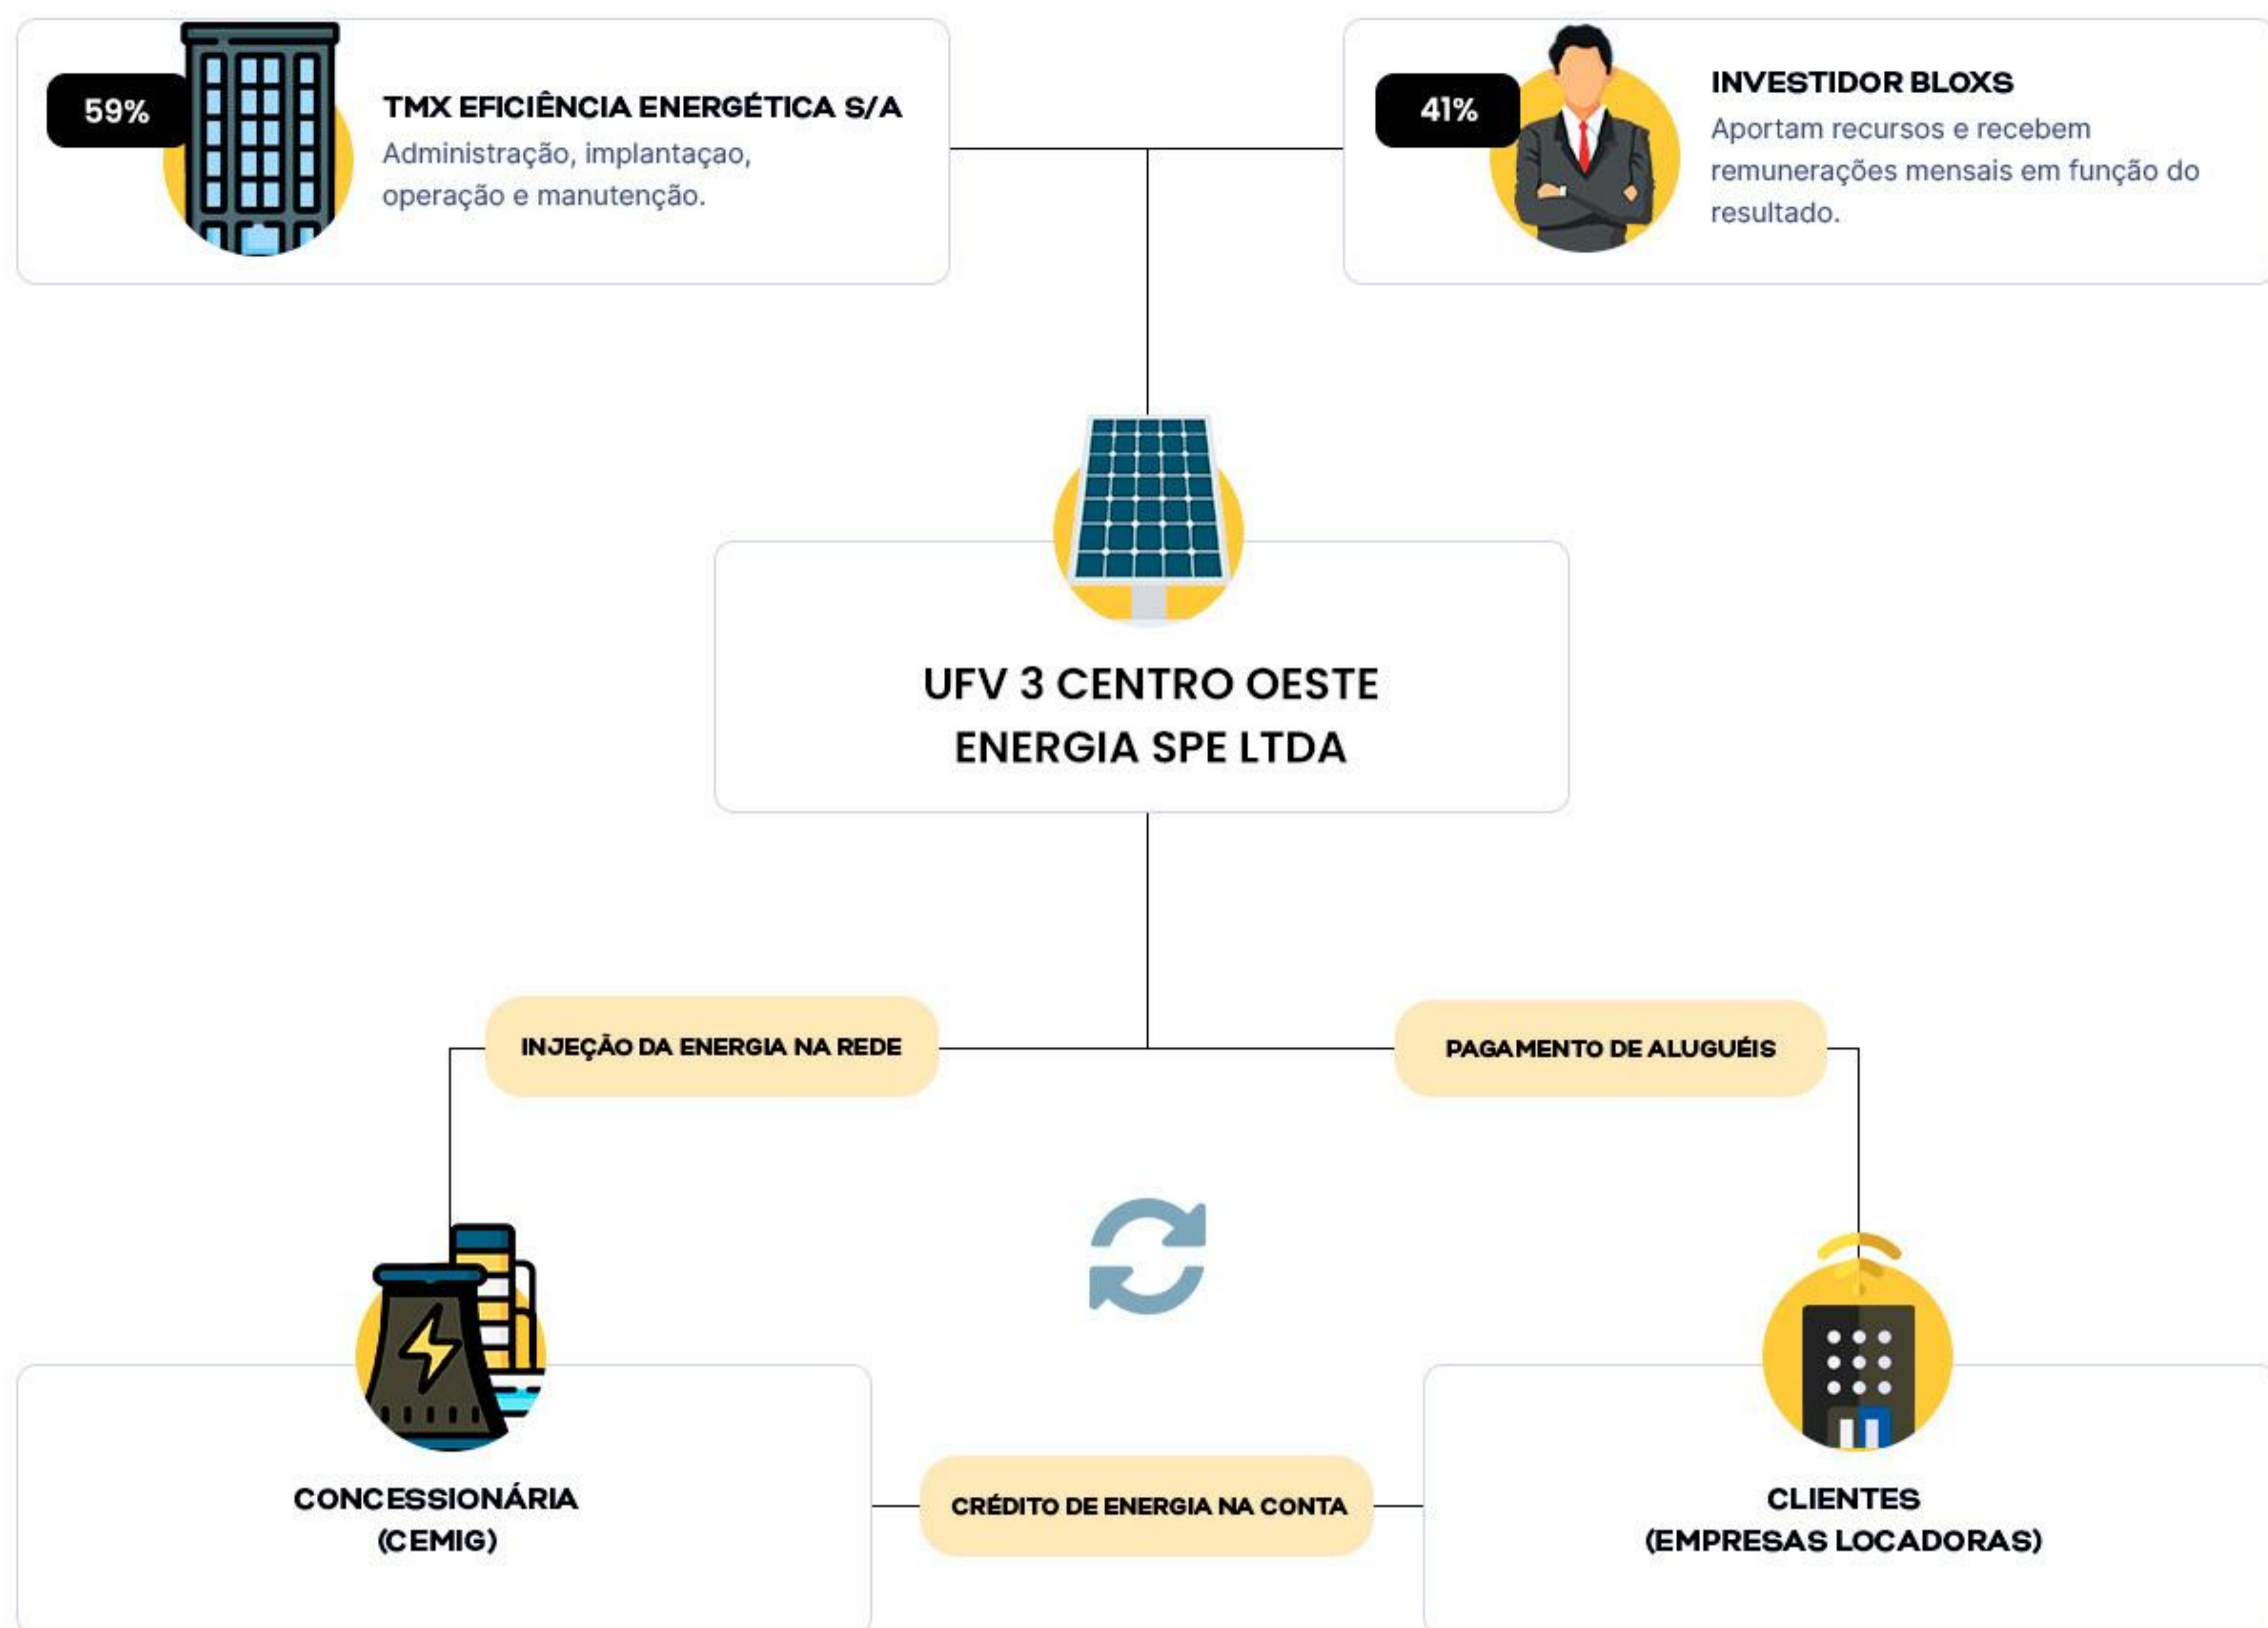 59%
TMX EFICIÊNCIA ENERGÉTICA S/A
Administração, implantaçao,
operação e manutenção.
41%
INVESTIDOR BLOXS
Aportam recursos e recebem
remunerações mensais em função do
resultado.
UFV 3 CENTRO OESTE
ENERGIA SPE LTDA
INJEÇÃO DA ENERGIA NA REDE
PAGAMENTO DE ALUGUÉIS
CONCESSIONÁRIA
(CEMIG)
CRÉDITO DE ENERGIA NA CONTA
CLIENTES
(EMPRESAS LOCADORAS)